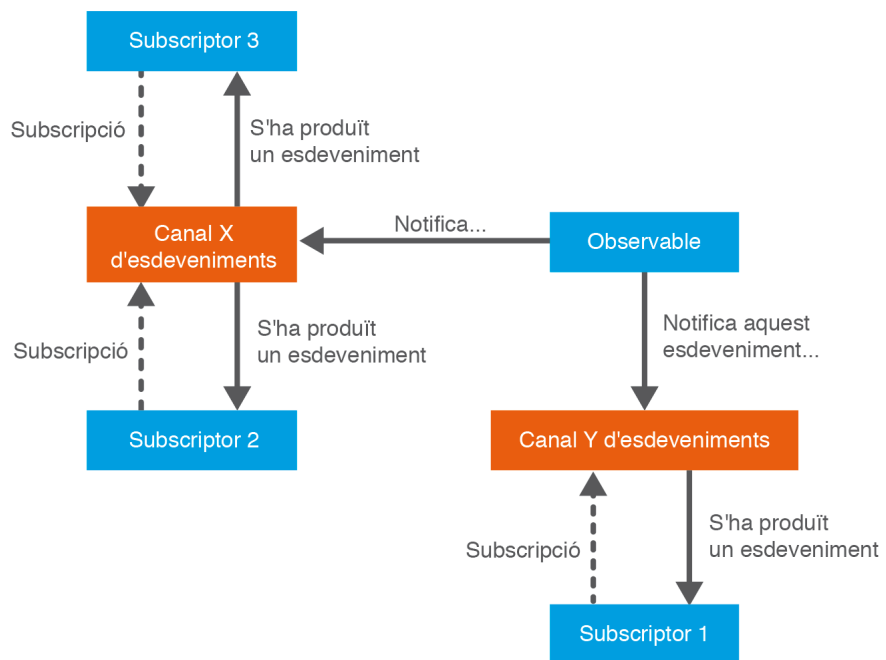 Subscriptor 3
Subscripció
S'ha produït
un esdeveniment
Canal X
d'esdeveniments
Notifica...
Observable
Subscripció
S'ha produït
un esdeveniment
Notifica aquest
esdeveniment...
Subscriptor 2
Canal Y d'esdeveniments
Subscripció
S'ha produït
un esdeveniment
Subscriptor 1